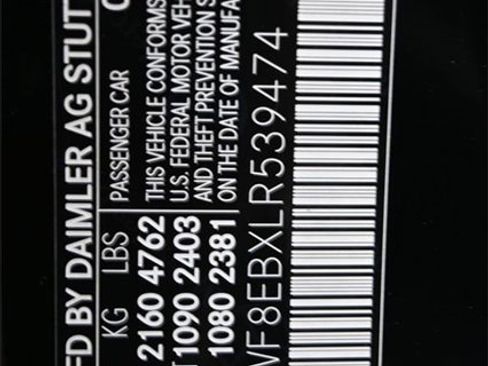 FD BY DAIMLER AG STUTT
KG LBS PASSENGER CAR
2160 4762 THIS VEHICLE CONFORMS
1090 2403 U.S. FEDERAL MOTOR VEH
1080 2381 AND THEFT PREVENTION S
ON THE DATE OF MANUFA
VF8EBXLR539474